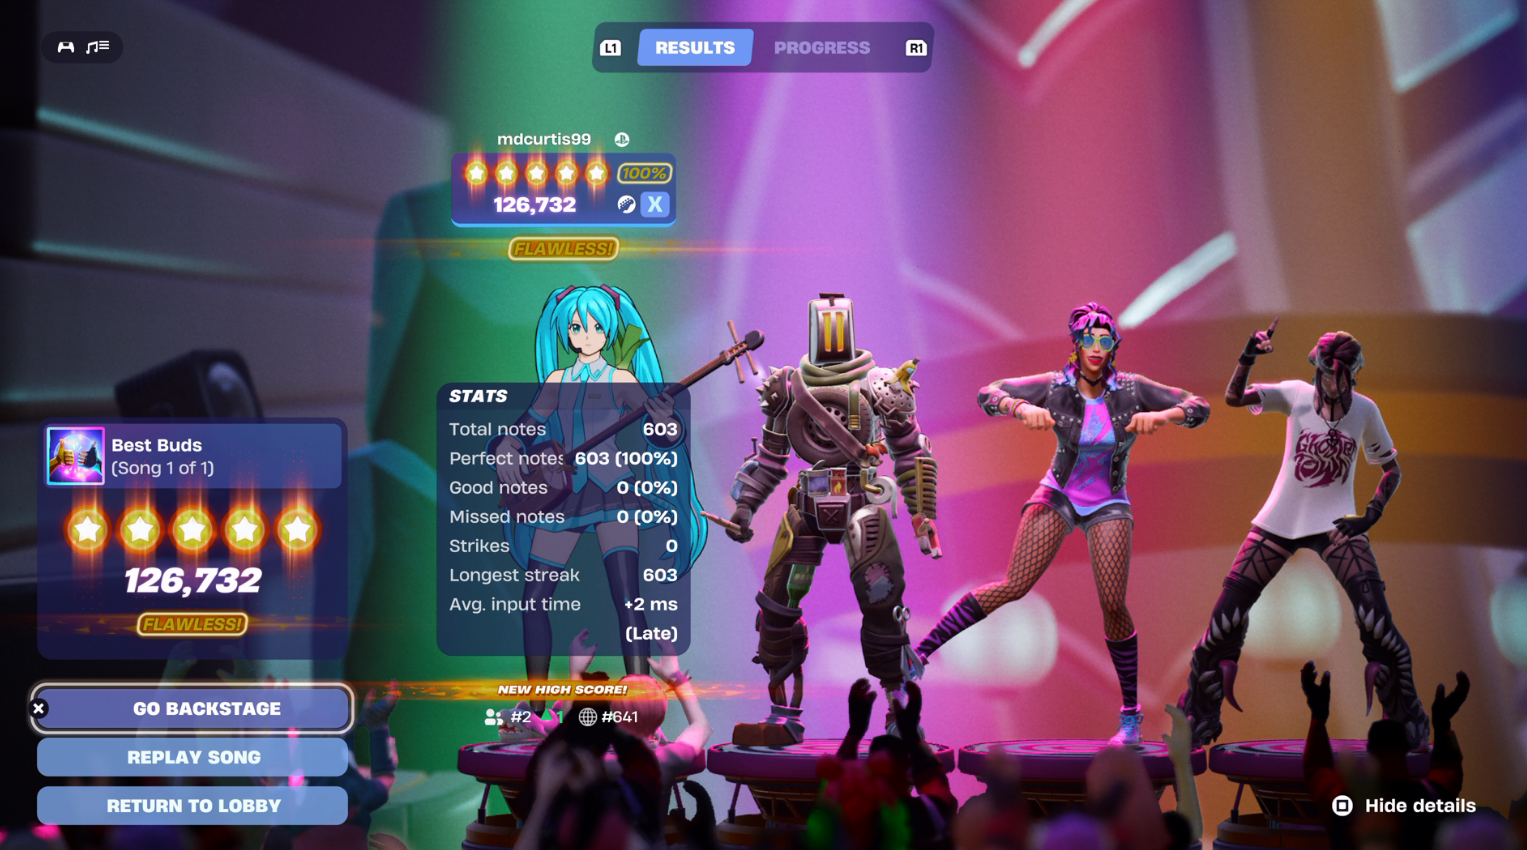 L1
RESULTS
PROGRESS
R1
mdcurtis99
100%
126,732
X
FLAWLESS!
STATS
Total notes 603
Perfect notes 603 (100%)
Good notes 0 (0%)
Missed notes 0 (0%)
Strikes 0
Longest streak 603
Avg. input time +2 ms
(Late)
NEW HIGH SCORE!
#2 1 #641
Best Buds
(Song 1 of 1)
126,732
FLAWLESS!
GO BACKSTAGE
REPLAY SONG
RETURN TO LOBBY
Hide details